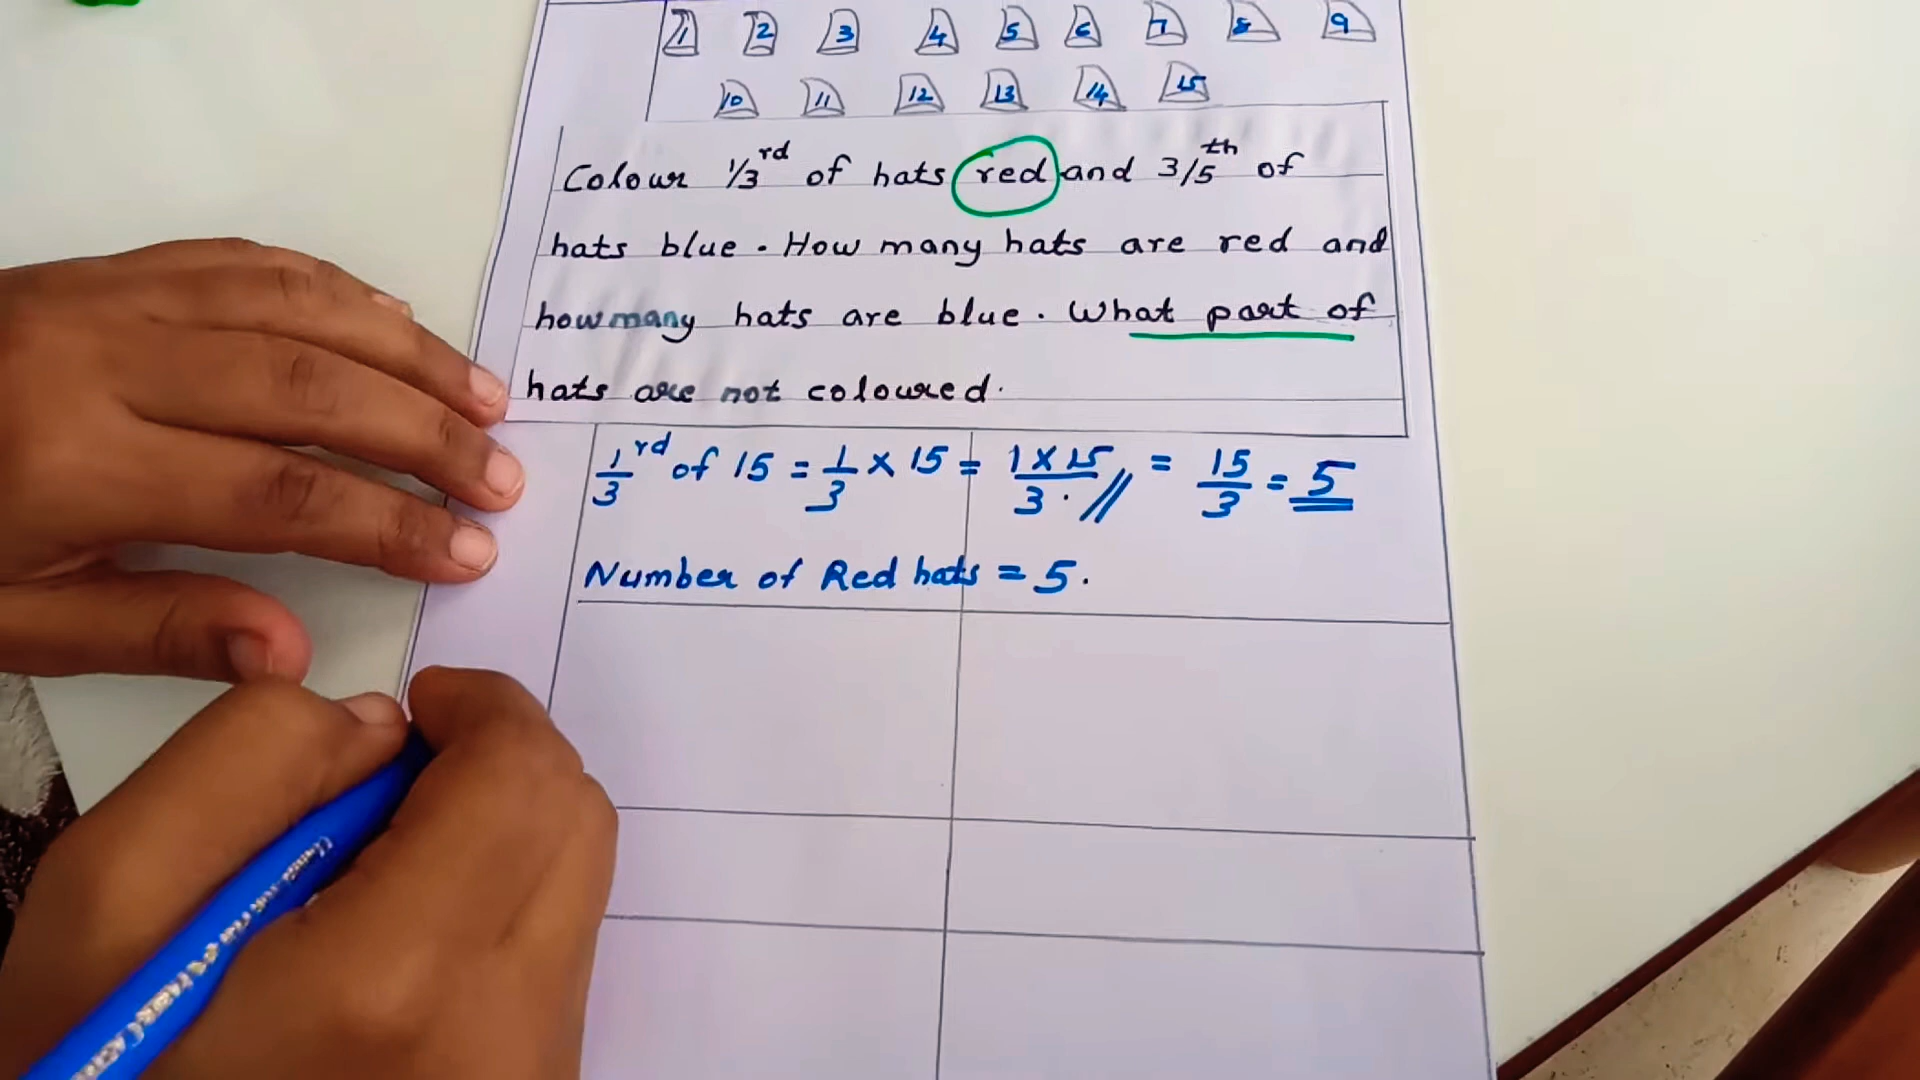 1 2 3 4 5 6 7 8 9
10 11 12 13 14 15
Colour 1/3rd of hats red and 3/5th of
hats blue. How many hats are red and
how many hats are blue. What part of
hats are not coloured.
1/3rd of 15 = 1/3 × 15 = 1 × 15/3 . // = 15/3 = 5
Number of Red hats = 5.